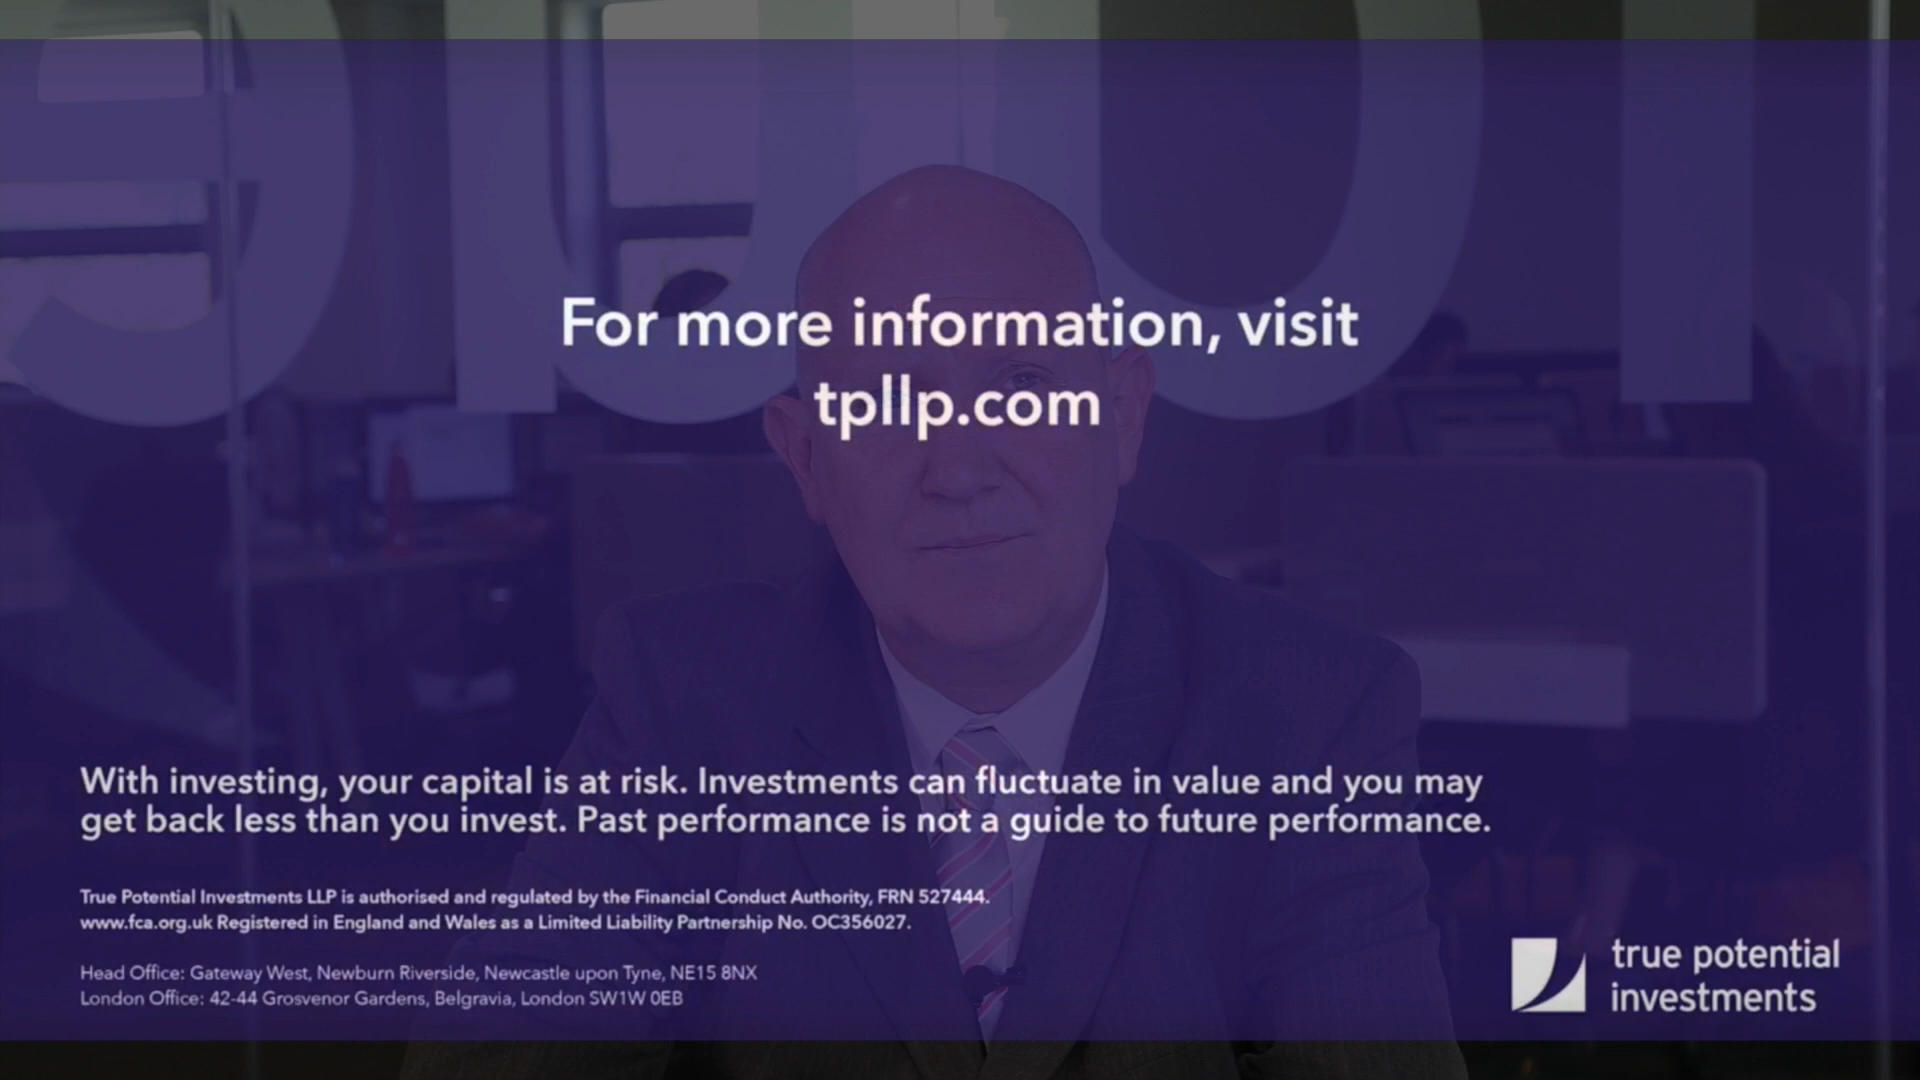 For more information, visit
tpllp.com
With investing, your capital is at risk. Investments can fluctuate in value and you may
get back less than you invest. Past performance is not a guide to future performance.
True Potential Investments LLP is authorised and regulated by the Financial Conduct Authority, FRN 527444.
www.fca.org.uk Registered in England and Wales as a Limited Liability Partnership No. OC356027.
Head Office: Gateway West, Newburn Riverside, Newcastle upon Tyne, NE15 8NX
London Office: 42-44 Grosvenor Gardens, Belgravia, London SW1W 0EB
true potential
investments